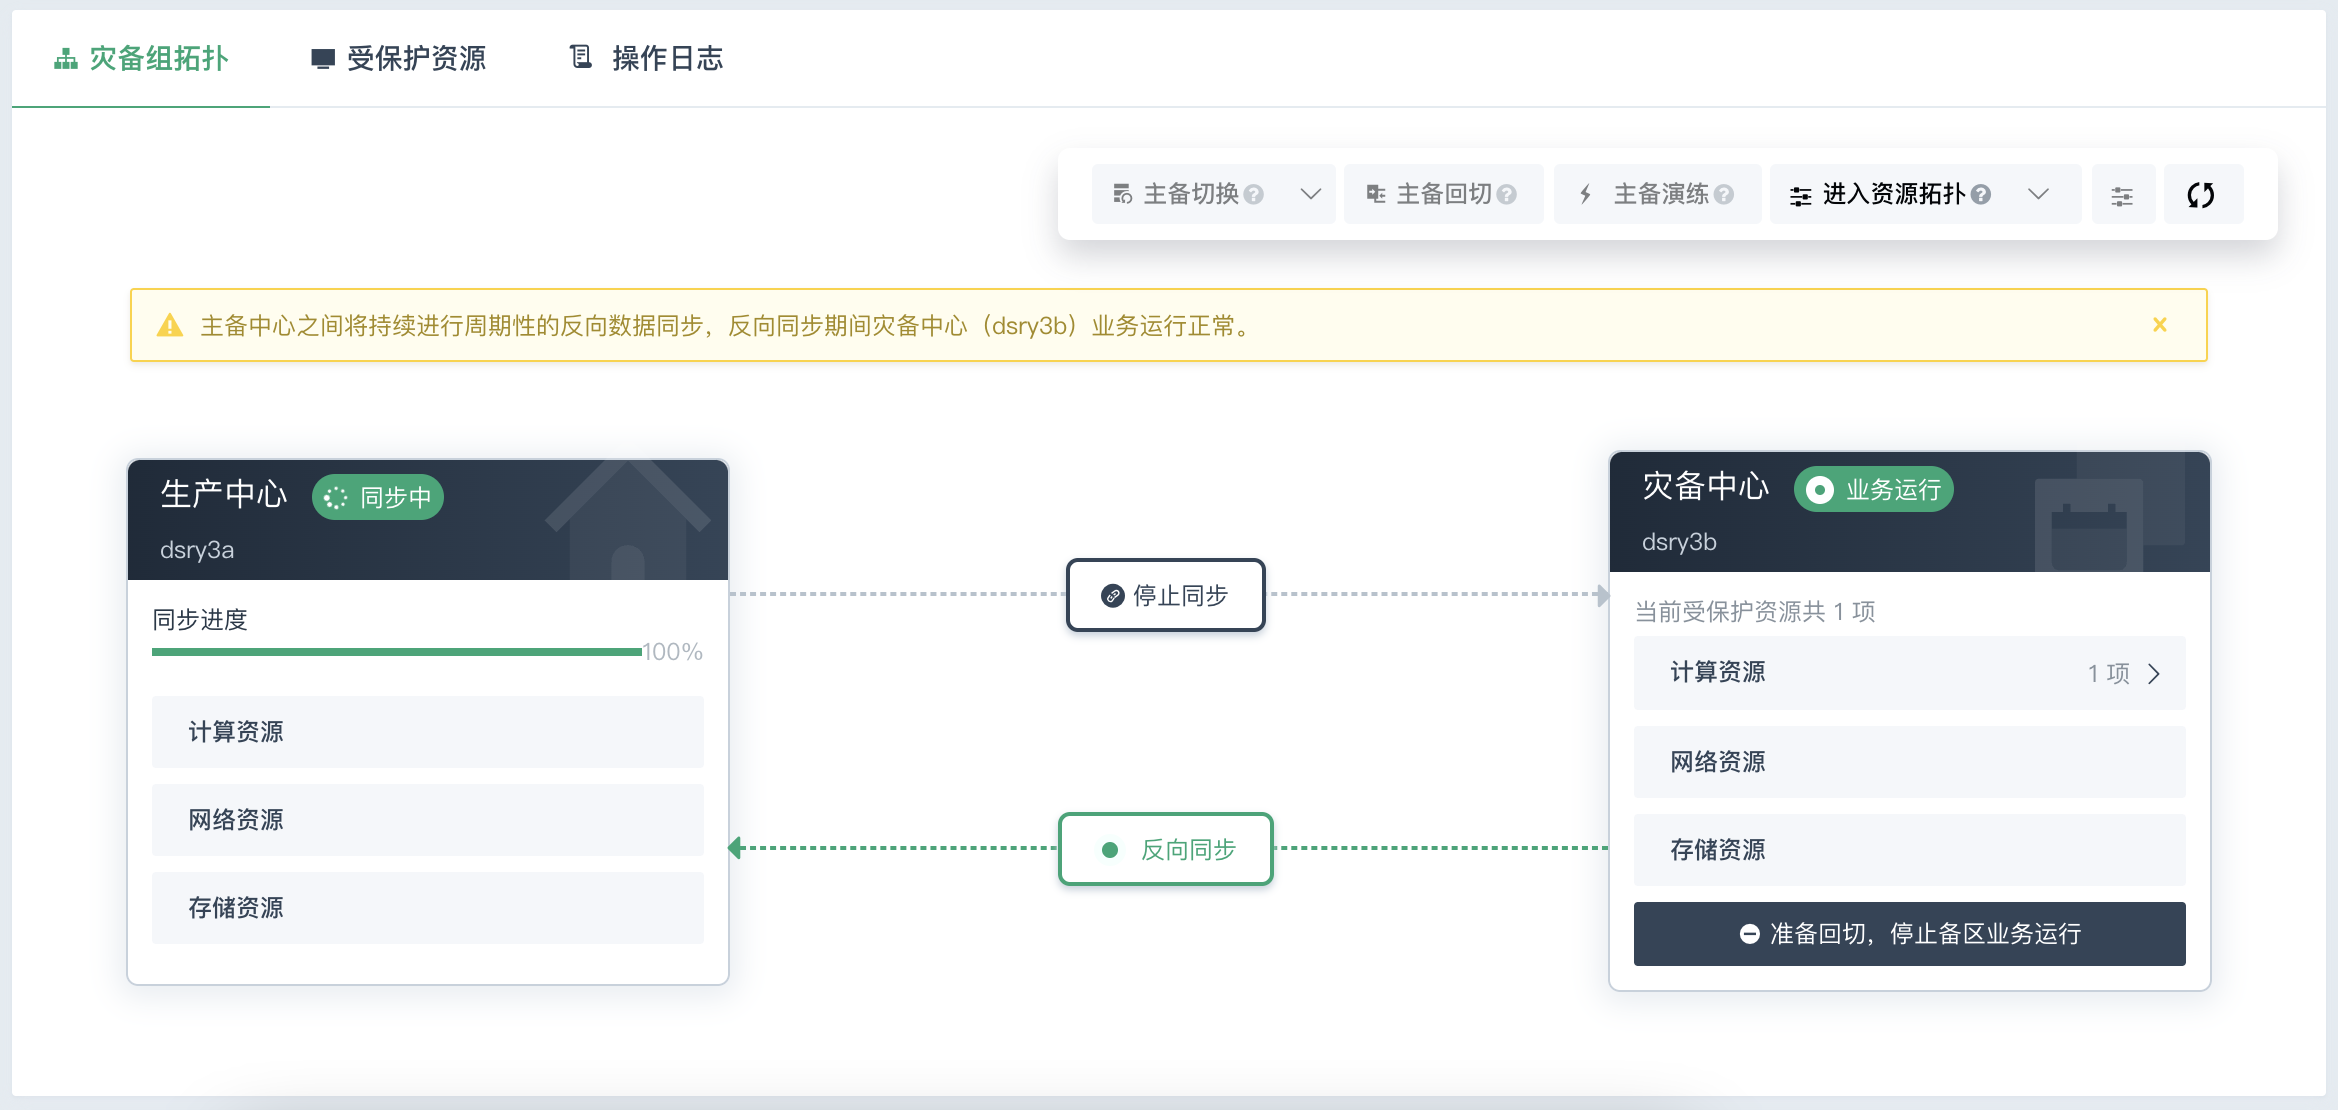 灾备组拓扑
受保护资源
操作日志
主备切换
主备回切
主备演练
进入资源拓扑
主备中心之间将持续进行周期性的反向数据同步，反向同步期间灾备中心（dsry3b）业务运行正常。
生产中心
同步中
dsry3a
同步进度
100%
计算资源
网络资源
存储资源
停止同步
反向同步
灾备中心
业务运行
dsry3b
当前受保护资源共 1 项
计算资源
1 项
网络资源
存储资源
准备回切，停止备区业务运行